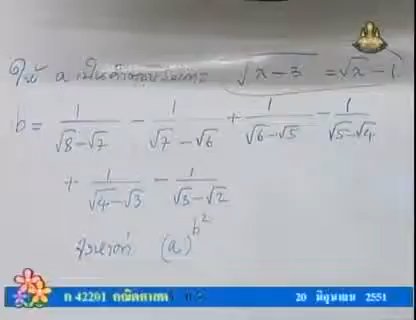 ให้ a เป็นคำตอบของสมการ √x-3 = √x - 1
b = 1/(√8-√7) - 1/(√7-√6) + 1/(√6-√5) - 1/(√5-√4)
+ 1/(√4-√3) - 1/(√3-√2)
จงหาค่า (a)^b²
ค 42201 คณิตศาสตร์
20 มิถุนายน 2551